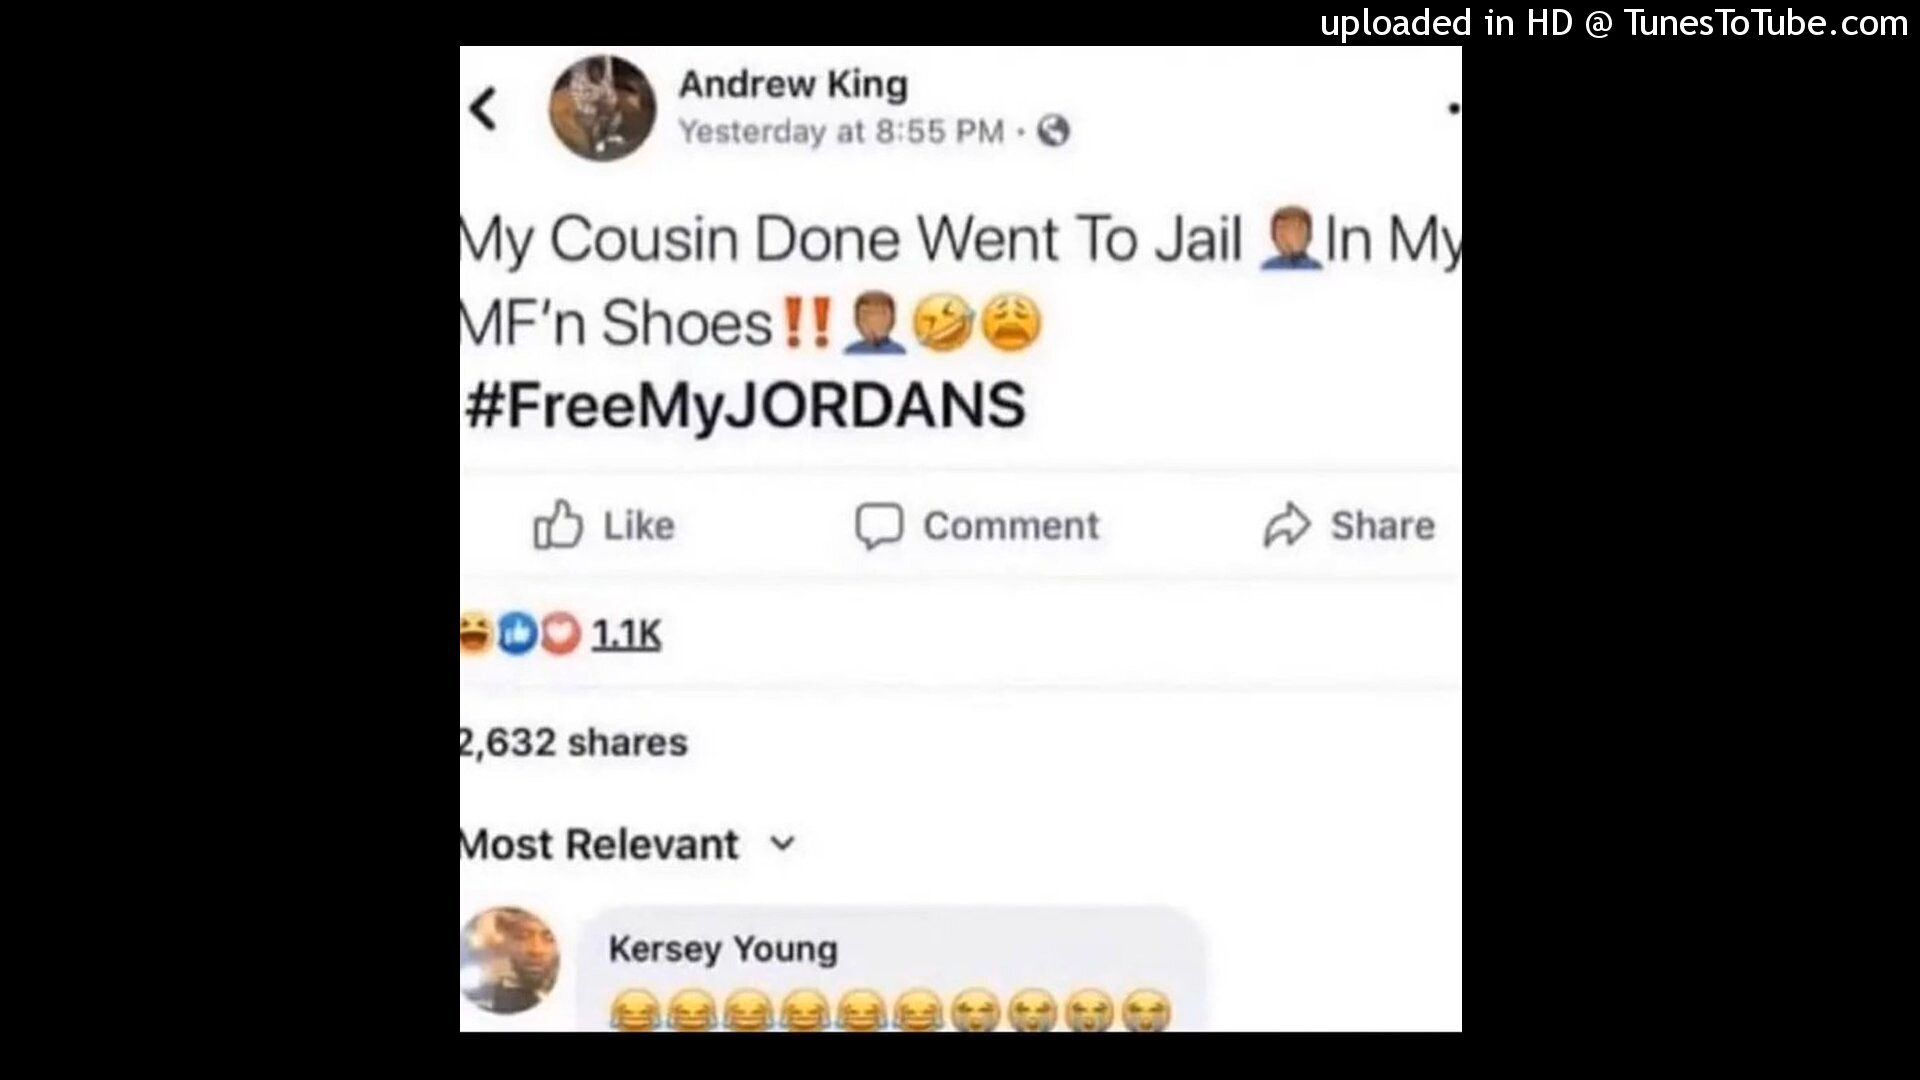 uploaded in HD @ TunesToTube.com
Andrew King
Yesterday at 8:55 PM ·
My Cousin Done Went To Jail 🤦🏾‍♂️In My
MF'n Shoes‼️🤦🏾‍♂️🤣😩
#FreeMyJORDANS
Like Comment Share
1.1K
2,632 shares
Most Relevant
Kersey Young
😂😂😂😂😂😂😭😭😭😭